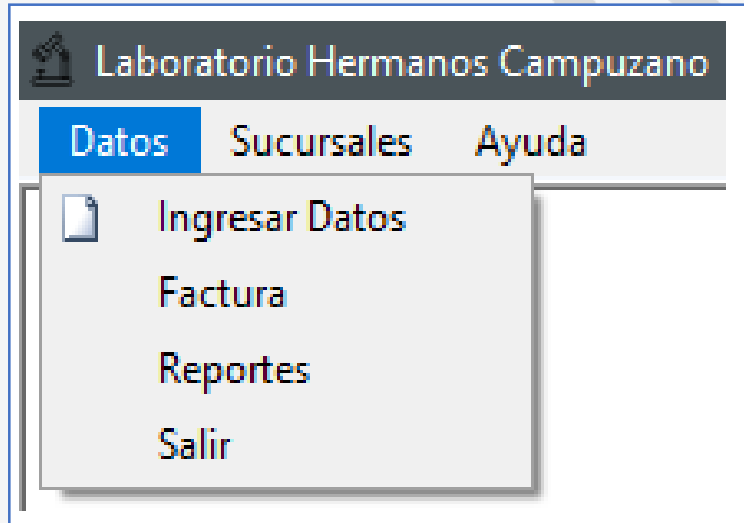 Laboratorio Hermanos Campuzano
Datos Sucursales Ayuda
Ingresar Datos
Factura
Reportes
Salir